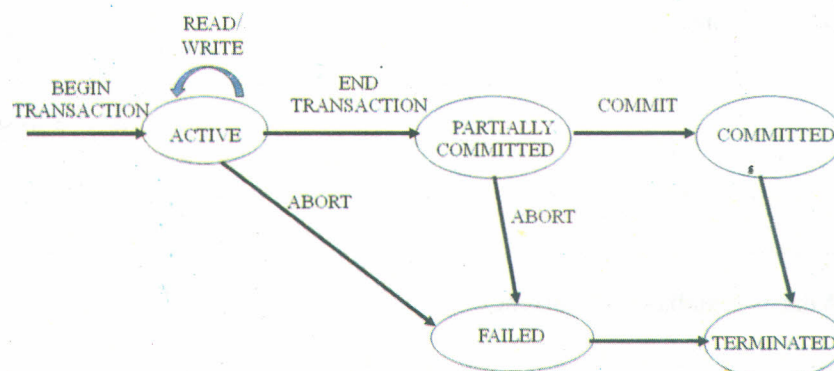 READ/
WRITE
BEGIN
TRANSACTION
END
TRANSACTION
COMMIT
ACTIVE
PARTIALLY
COMMITTED
COMMITTED
ABORT
ABORT
FAILED
TERMINATED